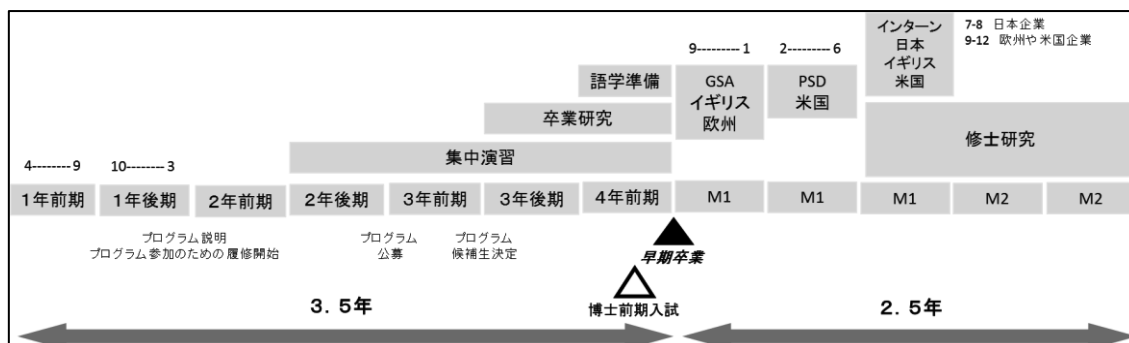 インターン
日本
イギリス
米国
7-8 日本企業
9-12 欧州や米国企業
9---------1
2---------6
語学準備
GSA
イギリス
欧州
PSD
米国
卒業研究
修士研究
集中演習
4--------9
10--------3
1年前期
1年後期
2年前期
2年後期
3年前期
3年後期
4年前期
M1
M1
M1
M2
M2
プログラム説明
プログラム参加のための履修開始
プログラム
公募
プログラム
候補生決定
早期卒業
博士前期入試
3．5年
2．5年